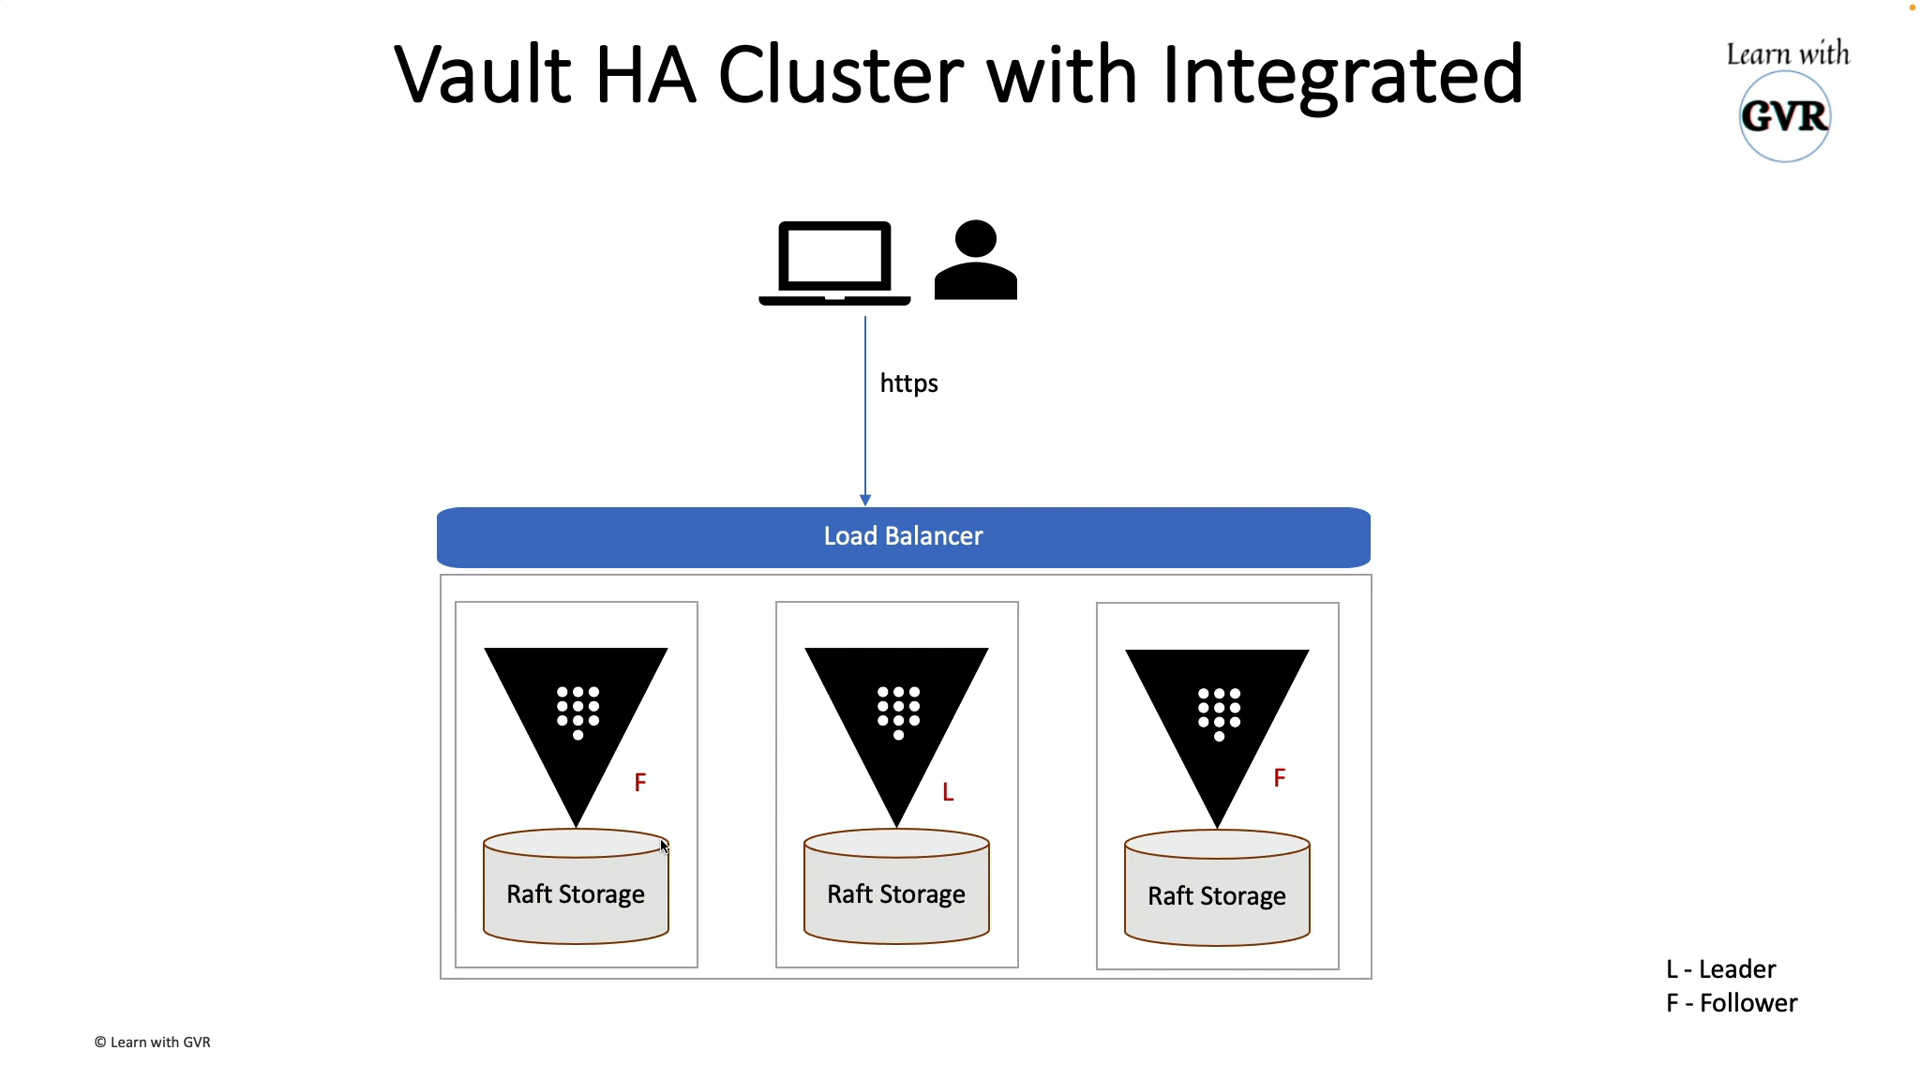 Vault HA Cluster with Integrated
Learn with
GVR
https
Load Balancer
F
L
F
Raft Storage
Raft Storage
Raft Storage
L - Leader
F - Follower
© Learn with GVR